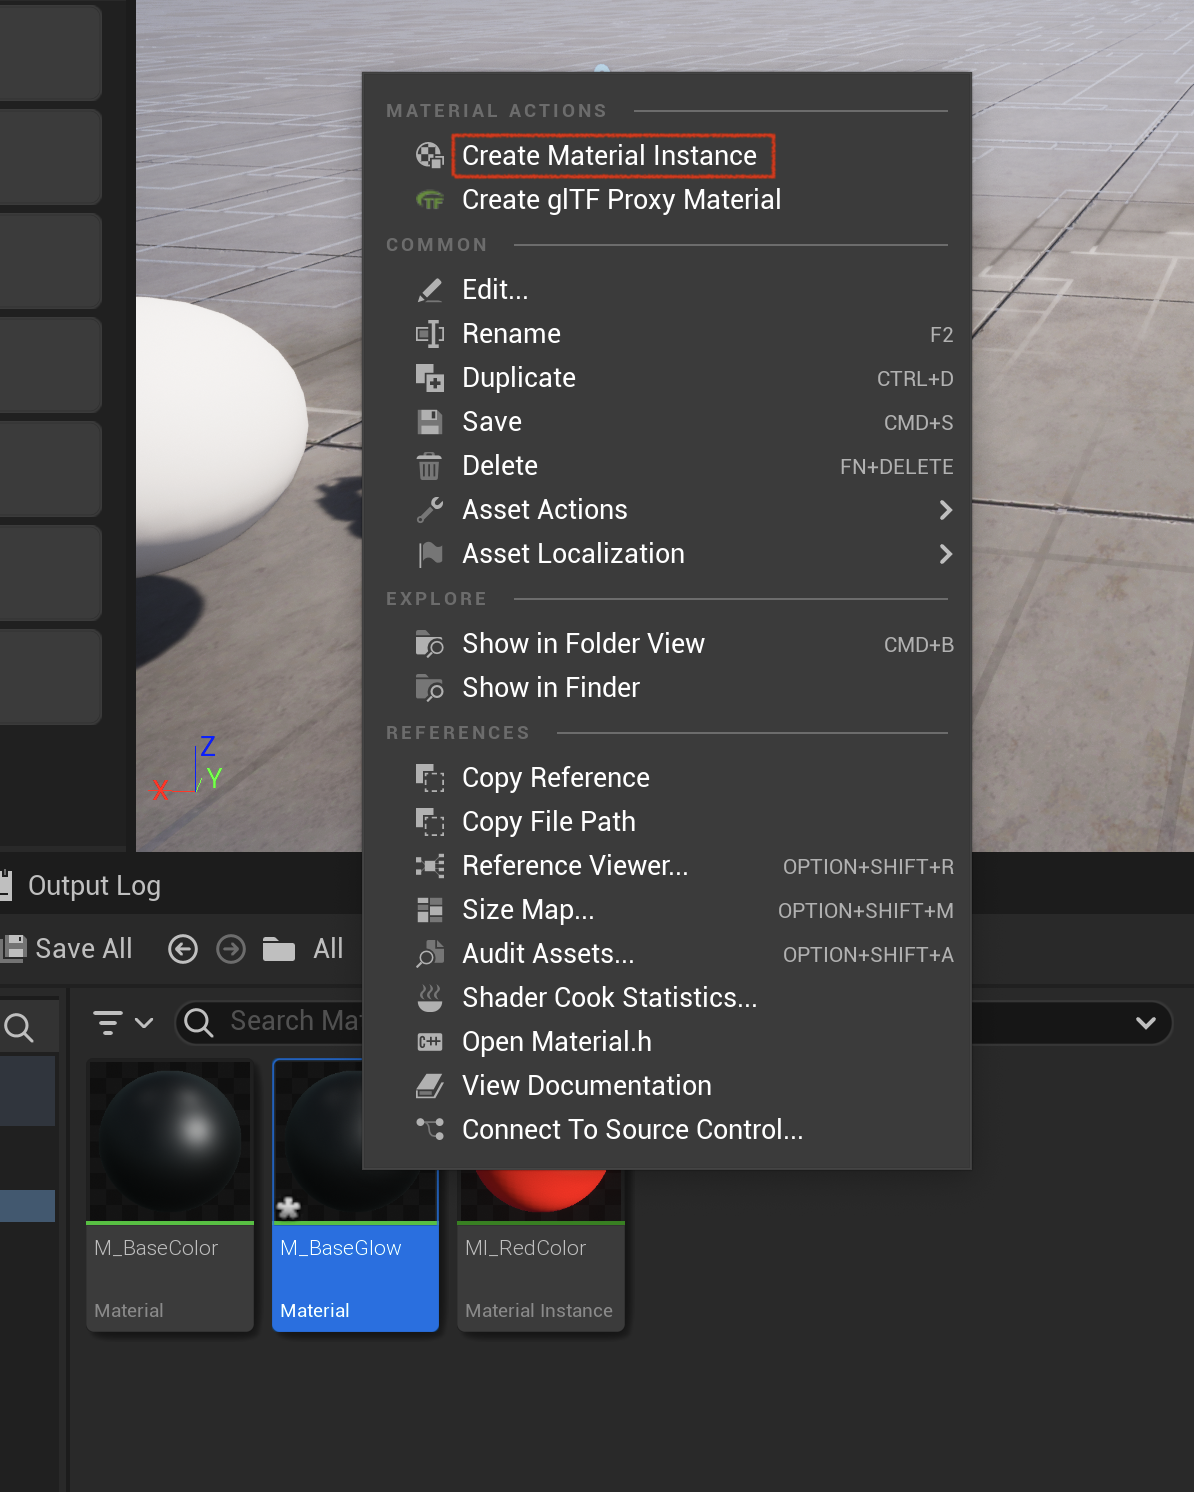 MATERIAL ACTIONS
Create Material Instance
Create glTF Proxy Material
COMMON
Edit...
Rename F2
Duplicate CTRL+D
Save CMD+S
Delete FN+DELETE
Asset Actions
Asset Localization
EXPLORE
Show in Folder View CMD+B
Show in Finder
REFERENCES
Copy Reference
Copy File Path
Reference Viewer... OPTION+SHIFT+R
Size Map... OPTION+SHIFT+M
Audit Assets... OPTION+SHIFT+A
Shader Cook Statistics...
C++ Open Material.h
View Documentation
Connect To Source Control...
Z
Y
X
Output Log
Save All All
Search Mat
M_BaseColor
Material
M_BaseGlow
Material
MI_RedColor
Material Instance